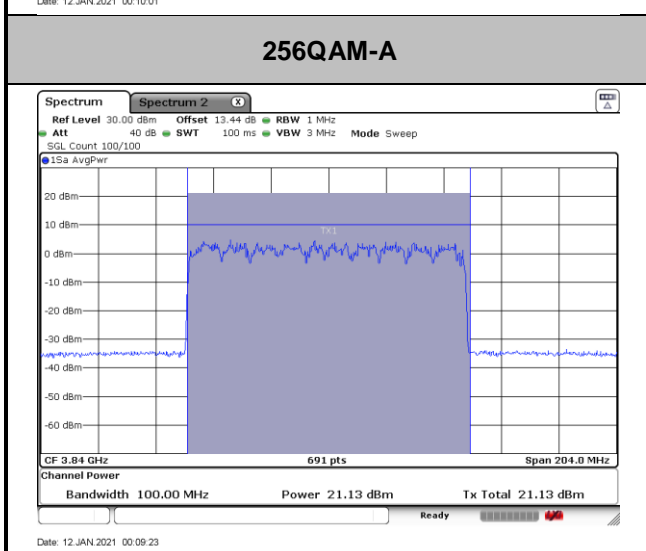 Date: 12.JAN.2021 00:10:01
256QAM-A
Spectrum Spectrum 2 X
Ref Level 30.00 dBm Offset 13.44 dB RBW 1 MHz
Att 40 dB SWT 100 ms VBW 3 MHz Mode Sweep
SGL Count 100/100
1Sa AvgPwr
20 dBm
10 dBm
Tx1
0 dBm
-10 dBm
-20 dBm
-30 dBm
-40 dBm
-50 dBm
-60 dBm
CF 3.84 GHz 691 pts Span 204.0 MHz
Channel Power
Bandwidth 100.00 MHz Power 21.13 dBm Tx Total 21.13 dBm
Ready
Date: 12.JAN.2021 00:09:23